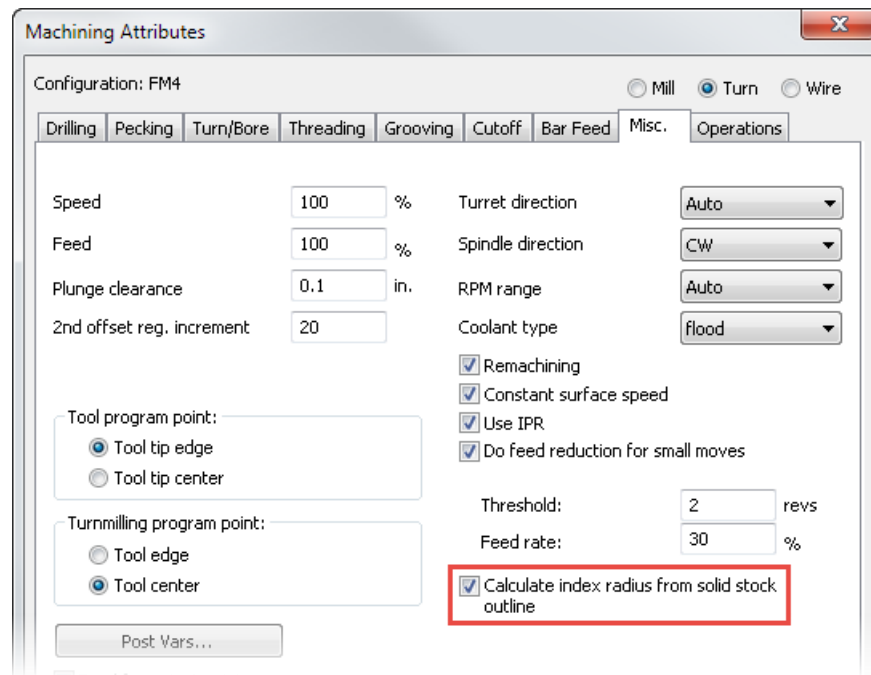 Machining Attributes
Configuration: FM4
Mill Turn Wire
Drilling Pecking Turn/Bore Threading Grooving Cutoff Bar Feed Misc. Operations
Speed 100 % Turret direction Auto
Feed 100 % Spindle direction CW
Plunge clearance 0.1 in. RPM range Auto
2nd offset reg. increment 20 Coolant type flood
Remachining
Constant surface speed
Use IPR
Do feed reduction for small moves
Tool program point:
Tool tip edge
Tool tip center
Threshold: 2 revs
Feed rate: 30 %
Turnmilling program point:
Tool edge
Tool center
Calculate index radius from solid stock
outline
Post Vars...